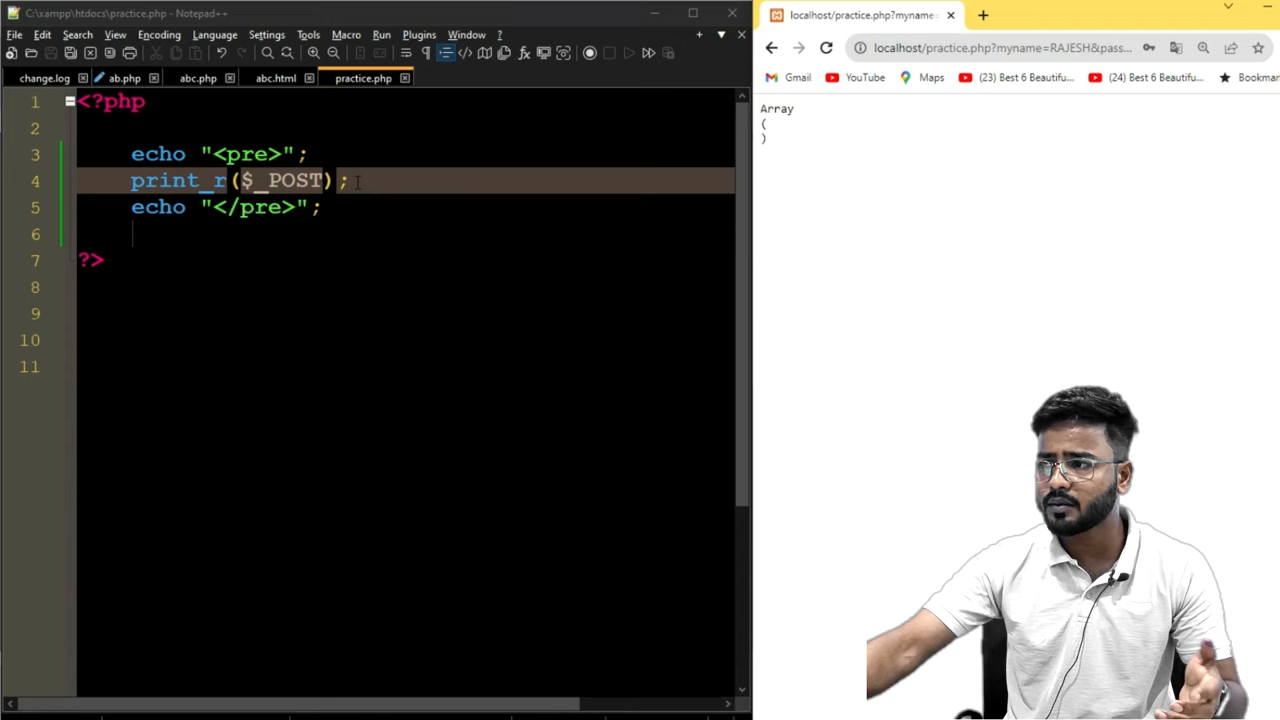 C:\xampp\htdocs\practice.php - Notepad++
File Edit Search View Encoding Language Settings Tools Macro Run Plugins Window ?
change.log ab.php abc.php abc.html practice.php
1 <?php
2
3 echo "<pre>";
4 print_r($_POST);
5 echo "</pre>";
6
7 ?>
8
9
10
11
localhost/practice.php?myname=
localhost/practice.php?myname=RAJESH&pass...
Gmail YouTube Maps (23) Best 6 Beautifu... (24) Best 6 Beautifu... Bookmar
Array
(
)